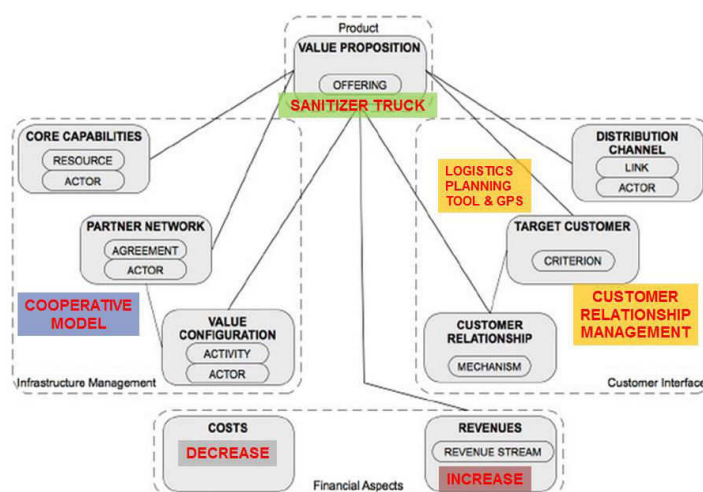 Product
VALUE PROPOSITION
OFFERING
SANITIZER TRUCK
CORE CAPABILITIES
RESOURCE
ACTOR
PARTNER NETWORK
AGREEMENT
ACTOR
COOPERATIVE
MODEL
VALUE
CONFIGURATION
ACTIVITY
ACTOR
Infrastructure Management
DISTRIBUTION
CHANNEL
LINK
ACTOR
LOGISTICS
PLANNING
TOOL & GPS
TARGET CUSTOMER
CRITERION
CUSTOMER
RELATIONSHIP
MANAGEMENT
CUSTOMER
RELATIONSHIP
MECHANISM
Customer Interface
COSTS
DECREASE
REVENUES
REVENUE STREAM
INCREASE
Financial Aspects